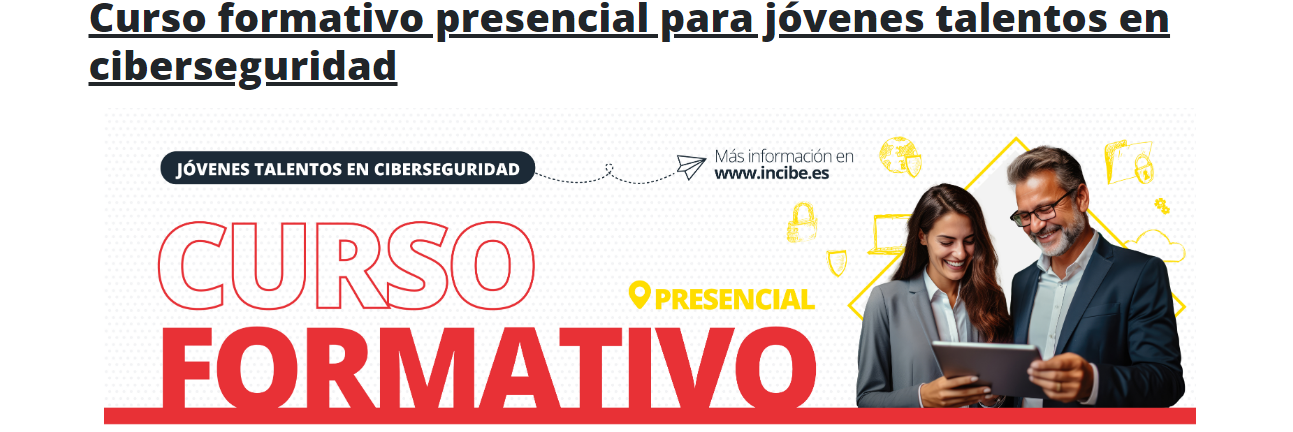 Curso formativo presencial para jóvenes talentos en
ciberseguridad
JÓVENES TALENTOS EN CIBERSEGURIDAD
Más información en
www.incibe.es
CURSO
PRESENCIAL
FORMATIVO